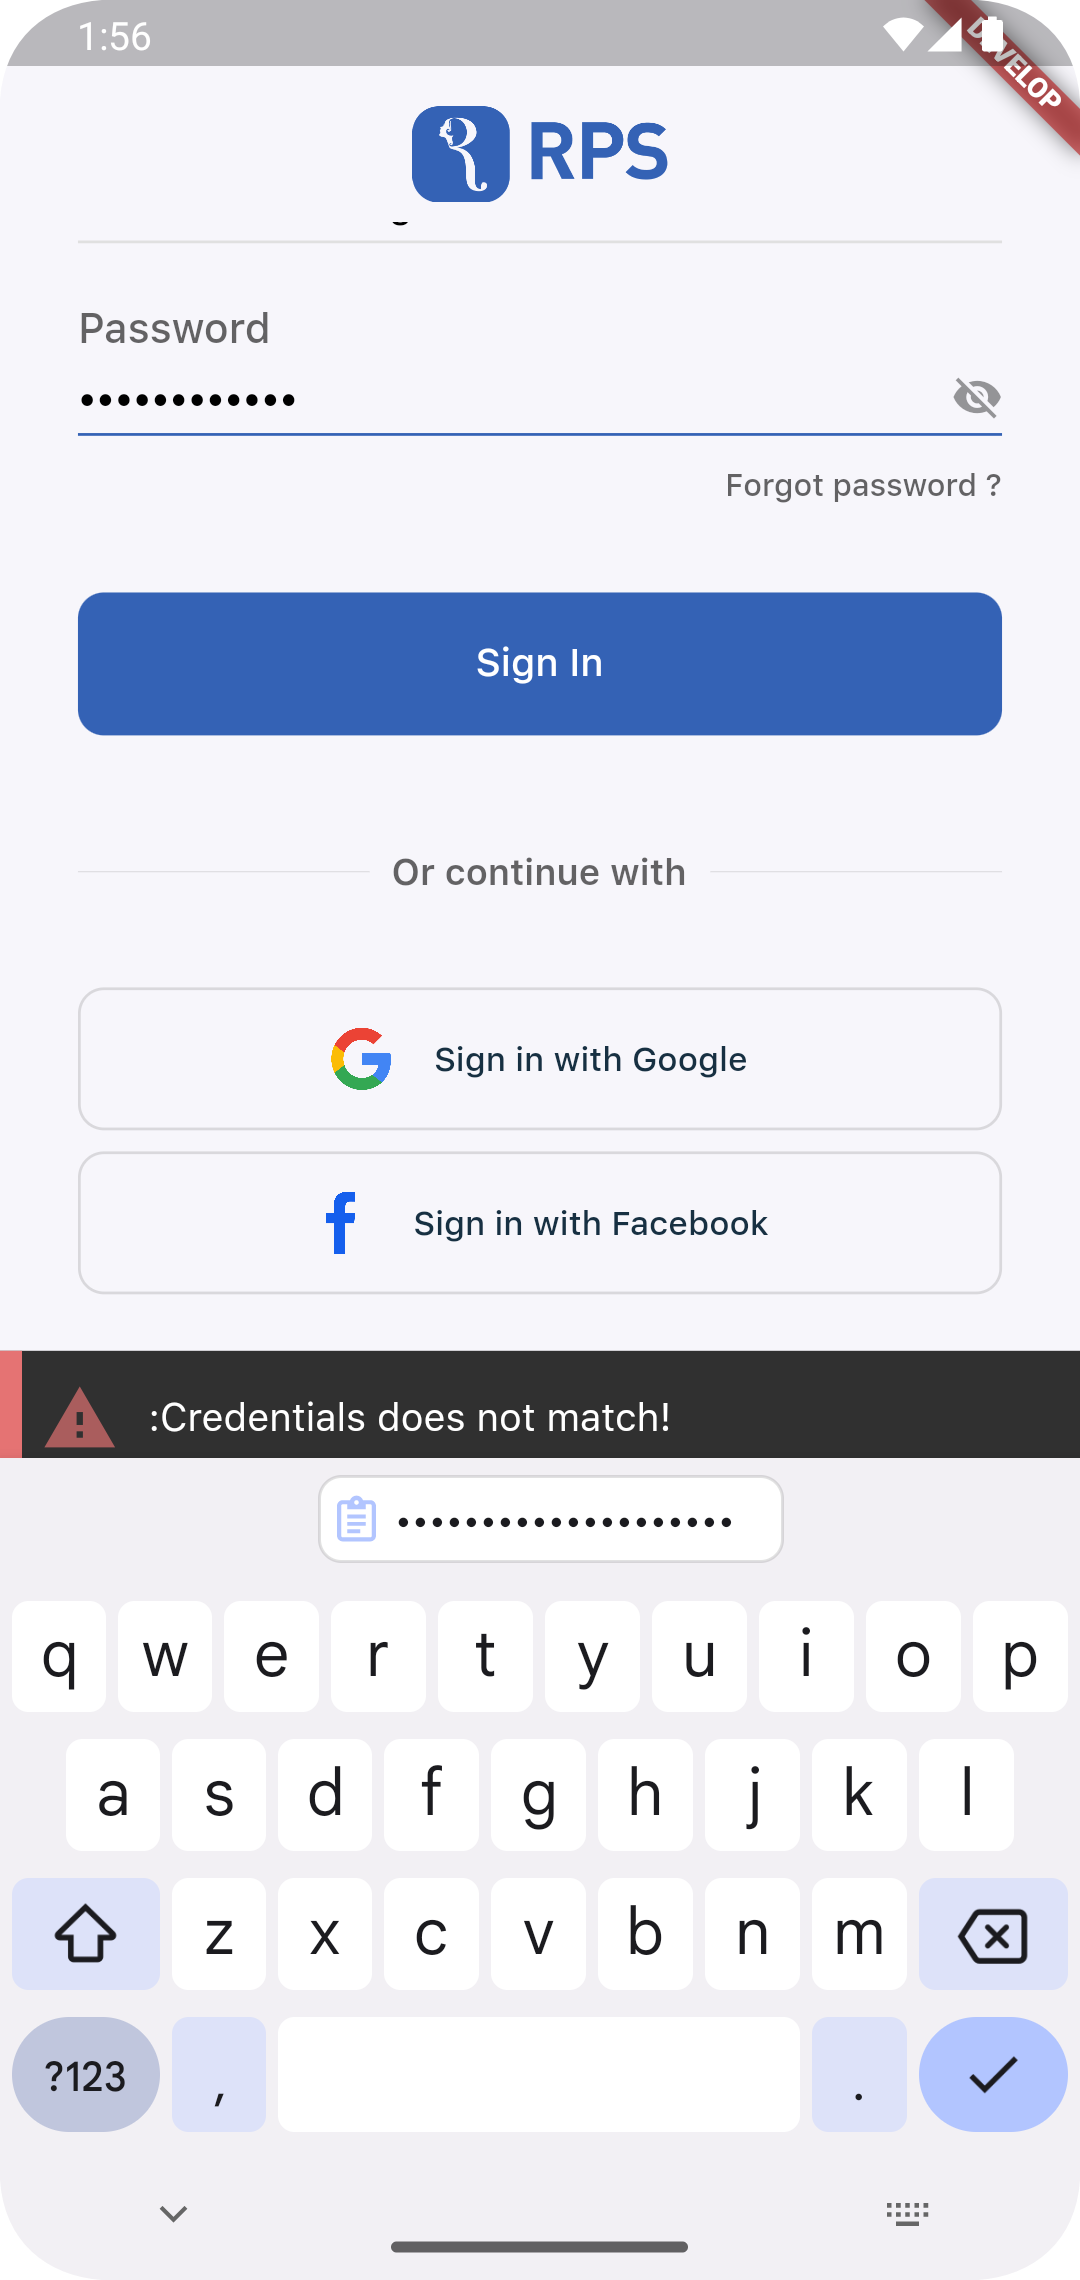 1:56
DEVELOP
RPS
Password
••••••••••••
Forgot password ?
Sign In
Or continue with
Sign in with Google
Sign in with Facebook
:Credentials does not match!
••••••••••••••••••••
q w e r t y u i o p
a s d f g h j k l
z x c v b n m
?123 , .